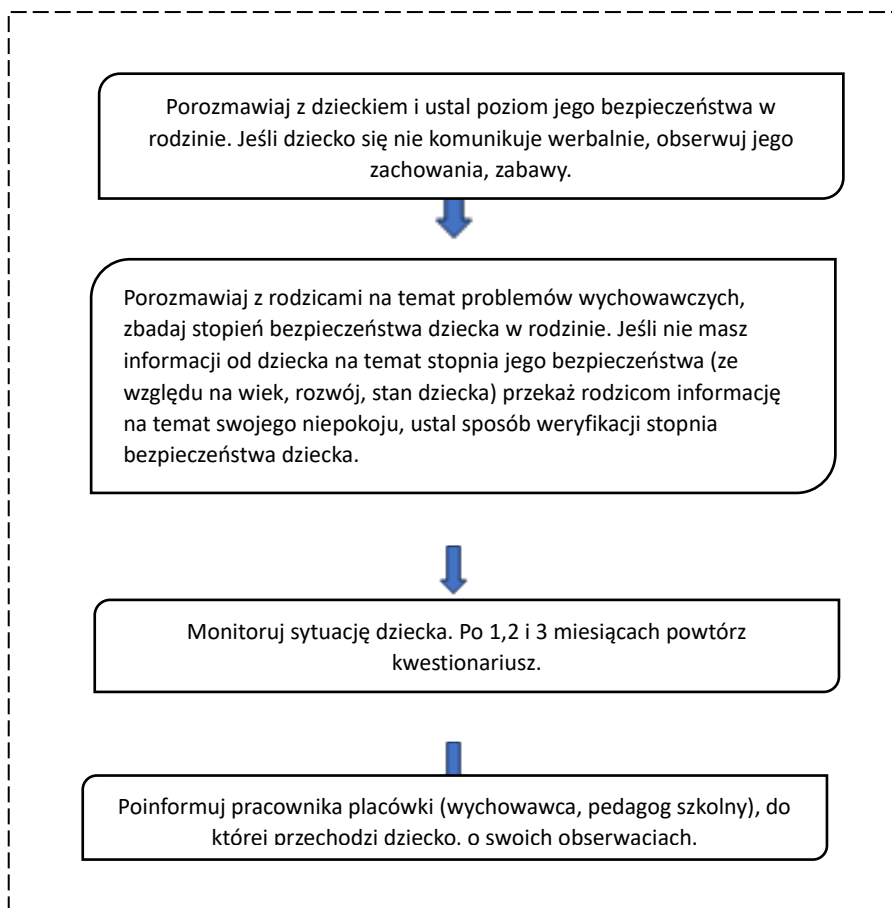 Porozmawiaj z dzieckiem i ustal poziom jego bezpieczeństwa w
rodzinie. Jeśli dziecko się nie komunikuje werbalnie, obserwuj jego
zachowania, zabawy.
Porozmawiaj z rodzicami na temat problemów wychowawczych,
zbadaj stopień bezpieczeństwa dziecka w rodzinie. Jeśli nie masz
informacji od dziecka na temat stopnia jego bezpieczeństwa (ze
względu na wiek, rozwój, stan dziecka) przekaż rodzicom informację
na temat swojego niepokoju, ustal sposób weryfikacji stopnia
bezpieczeństwa dziecka.
Monitoruj sytuację dziecka. Po 1,2 i 3 miesiącach powtórz
kwestionariusz.
Poinformuj pracownika placówki (wychowawca, pedagog szkolny), do
której przechodzi dziecko, o swoich obserwacjach.